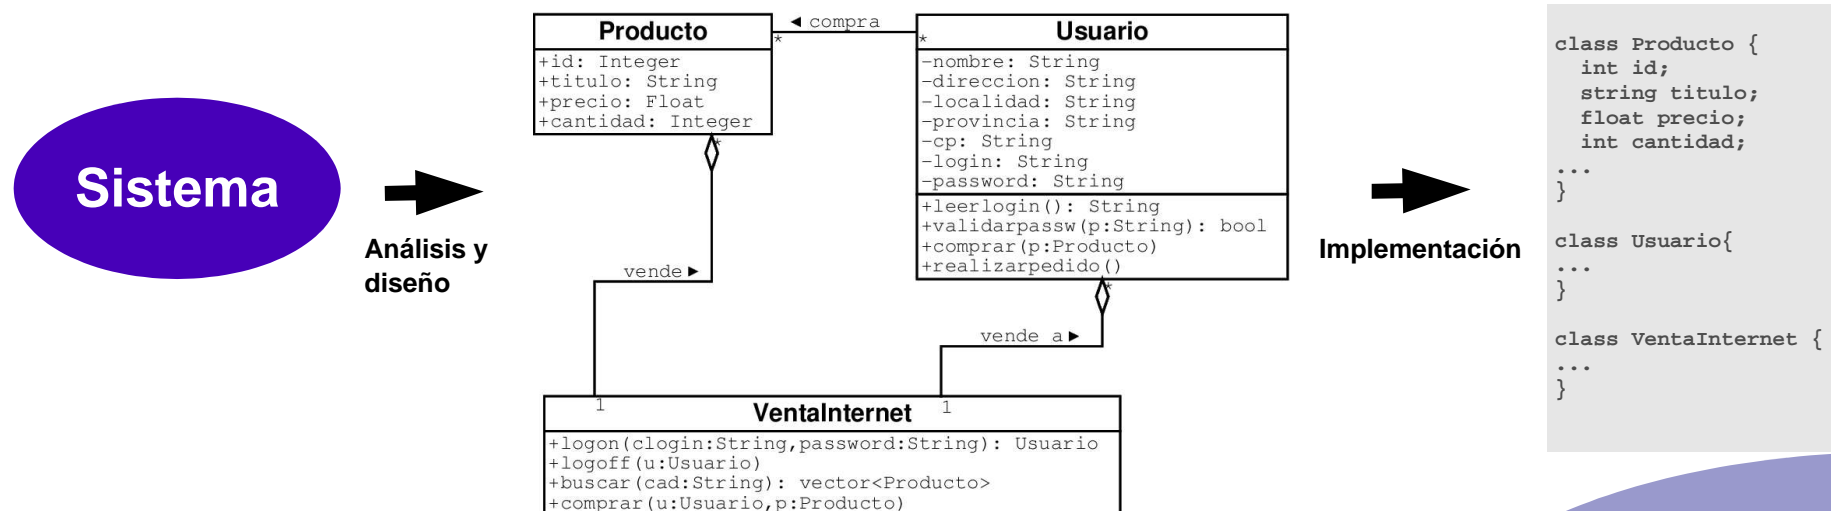 Sistema
Análisis y
diseño
Producto
+id: Integer
+titulo: String
+precio: Float
+cantidad: Integer
◄ compra
*
*
Usuario
-nombre: String
-direccion: String
-localidad: String
-provincia: String
-cp: String
-login: String
-password: String
+leerlogin(): String
+validarpassw(p:String): bool
+comprar(p:Producto)
+realizarpedido()
*
vende ►
*
vende a ►
1
1
VentaInternet
+logon(clogin:String,password:String): Usuario
+logoff(u:Usuario)
+buscar(cad:String): vector<Producto>
+comprar(u:Usuario,p:Producto)
Implementación
class Producto {
int id;
string titulo;
float precio;
int cantidad;
...
}
class Usuario{
...
}
class VentaInternet {
...
}